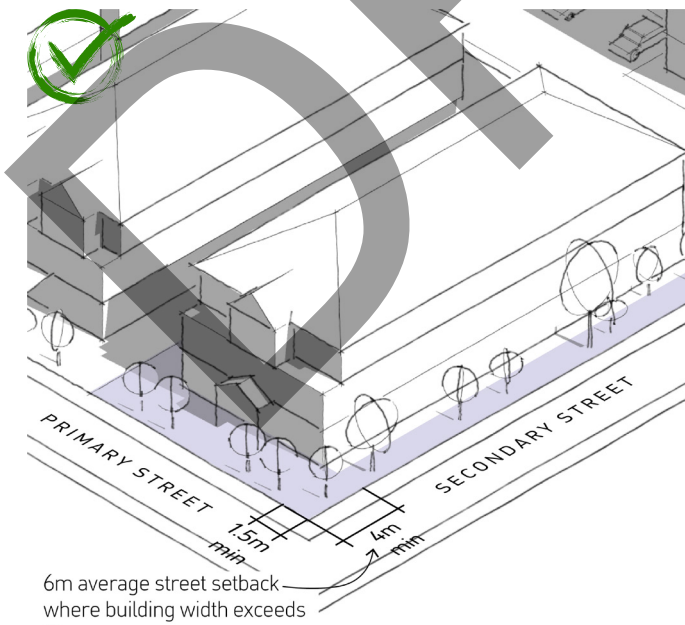 PRIMARY STREET
SECONDARY STREET
1.5m
min
4m
min
6m average street setback
where building width exceeds